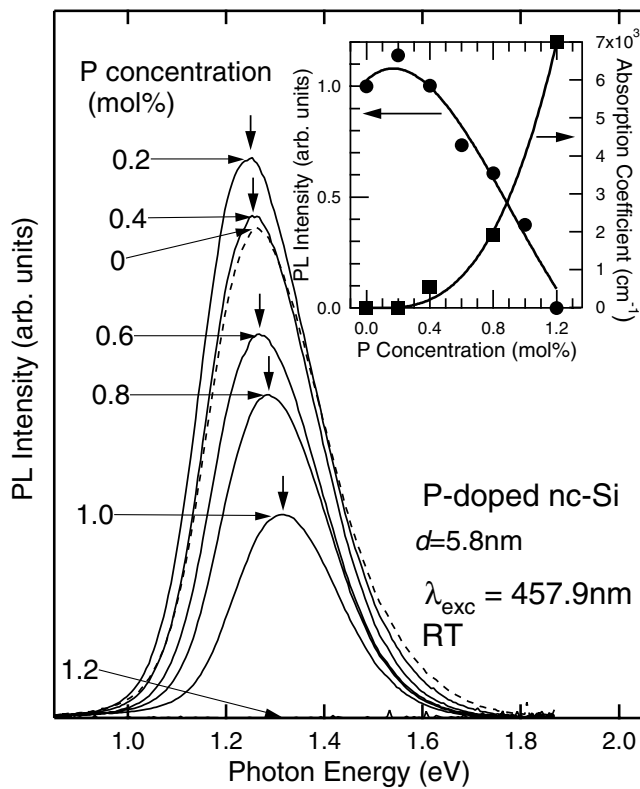 P concentration
(mol%)
0.2
0.4
0
0.6
0.8
1.0
1.2
PL Intensity (arb. units)
1.0 1.2 1.4 1.6 1.8 2.0
Photon Energy (eV)
P-doped nc-Si
d=5.8nm
λexc = 457.9nm
RT
PL Intensity (arb. units)
1.0
0.5
0.0
0.0 0.4 0.8 1.2
P Concentration (mol%)
7x10³
6
5
4
3
2
1
0
Absorption Coefficient (cm⁻¹)